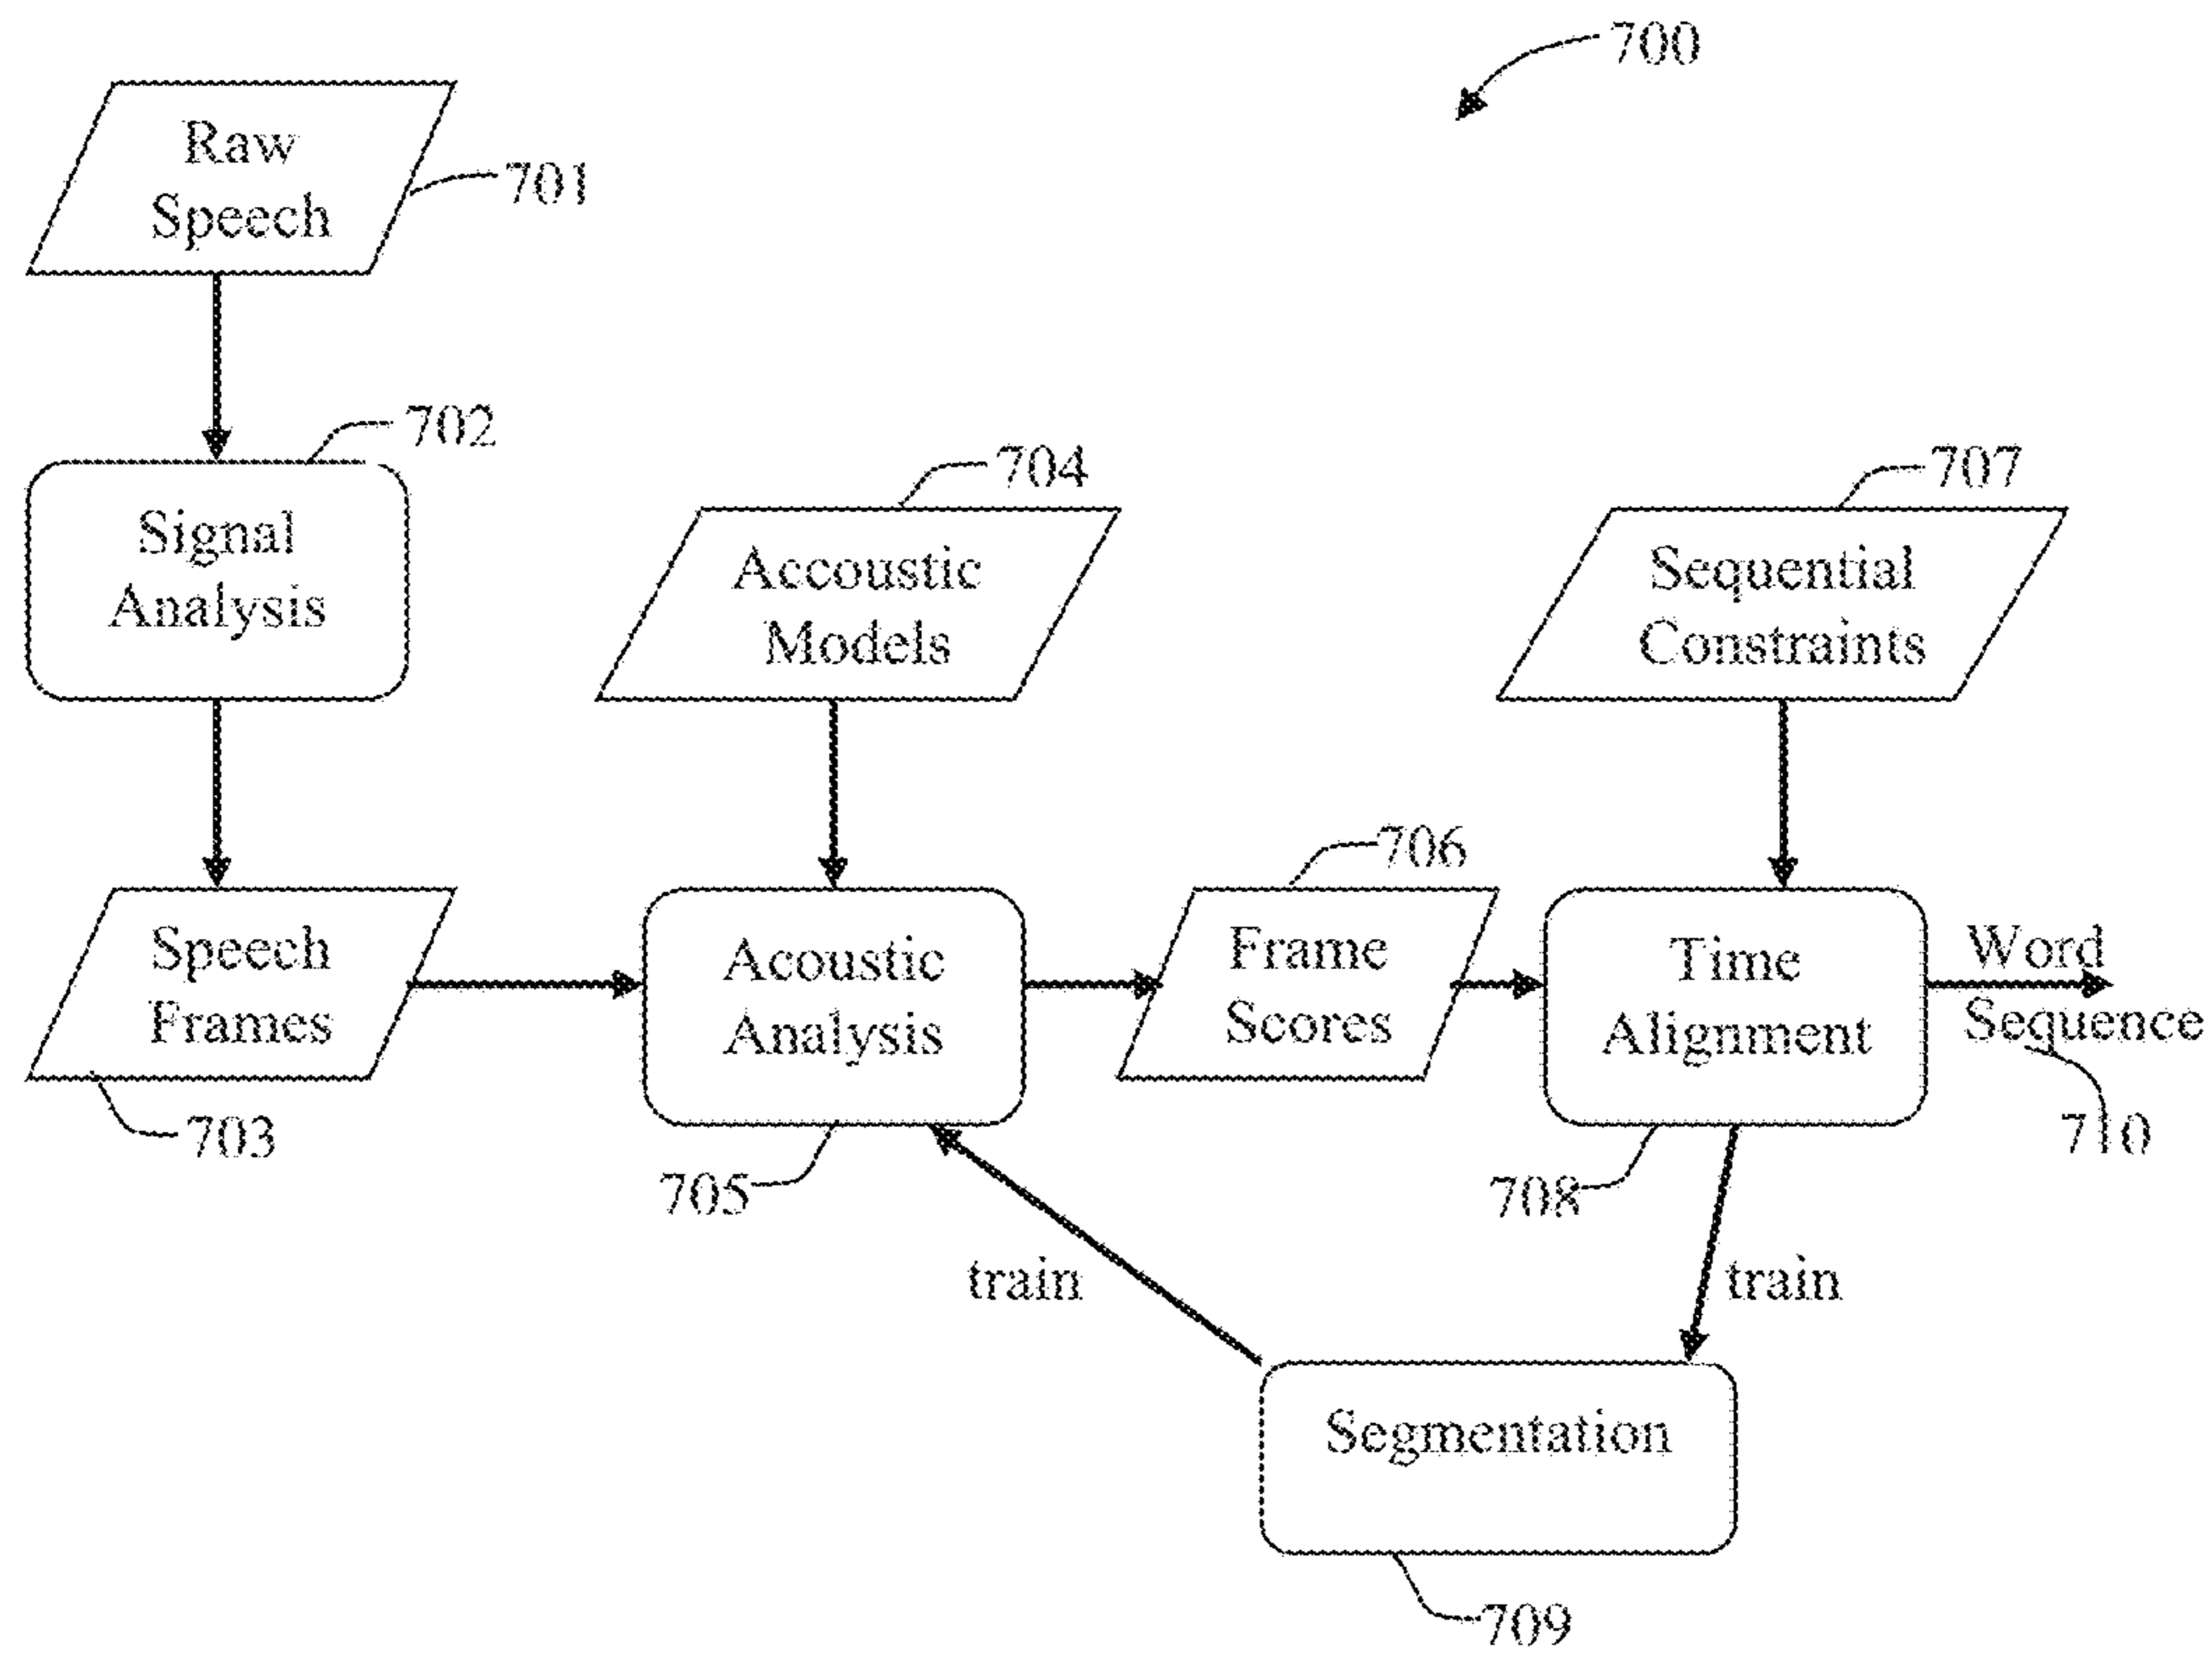 700
Raw
Speech
701
702
Signal
Analysis
704
Accoustic
Models
707
Sequential
Constraints
Speech
Frames
703
Acoustic
Analysis
705
706
Frame
Scores
Time
Alignment
708
Word
Sequence
710
train
train
Segmentation
709